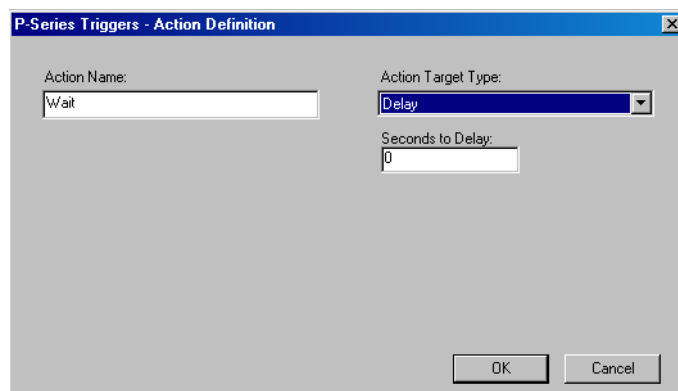 P-Series Triggers - Action Definition
Action Name:
Wait
Action Target Type:
Delay
Seconds to Delay:
0
OK
Cancel